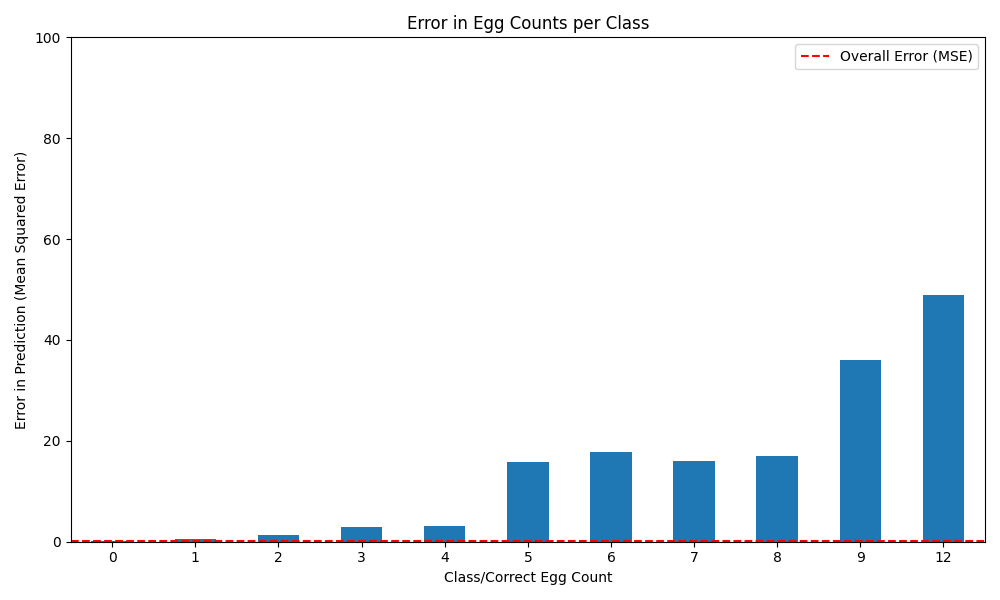 Error in Egg Counts per Class
Overall Error (MSE)
Error in Prediction (Mean Squared Error)
100
80
60
40
20
0
0 1 2 3 4 5 6 7 8 9 12
Class/Correct Egg Count